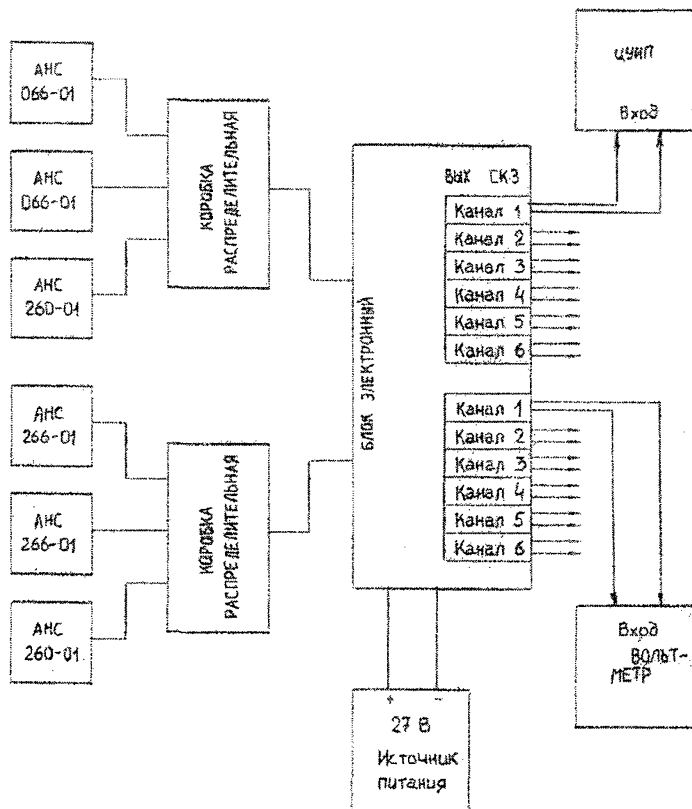 АНС
066-01
АНС
066-01
АНС
260-01
КОРОБКА
РАСПРЕДЕЛИТЕЛЬНАЯ
АНС
266-01
АНС
266-01
АНС
260-01
КОРОБКА
РАСПРЕДЕЛИТЕЛЬНАЯ
БЛОК ЭЛЕКТРОННЫЙ
ВЫХ СКЗ
Канал 1
Канал 2
Канал 3
Канал 4
Канал 5
Канал 6
Канал 1
Канал 2
Канал 3
Канал 4
Канал 5
Канал 6
ЦУИП
Вход
Вход
ВОЛЬТ-
МЕТР
+ -
27 В
Источник
питания